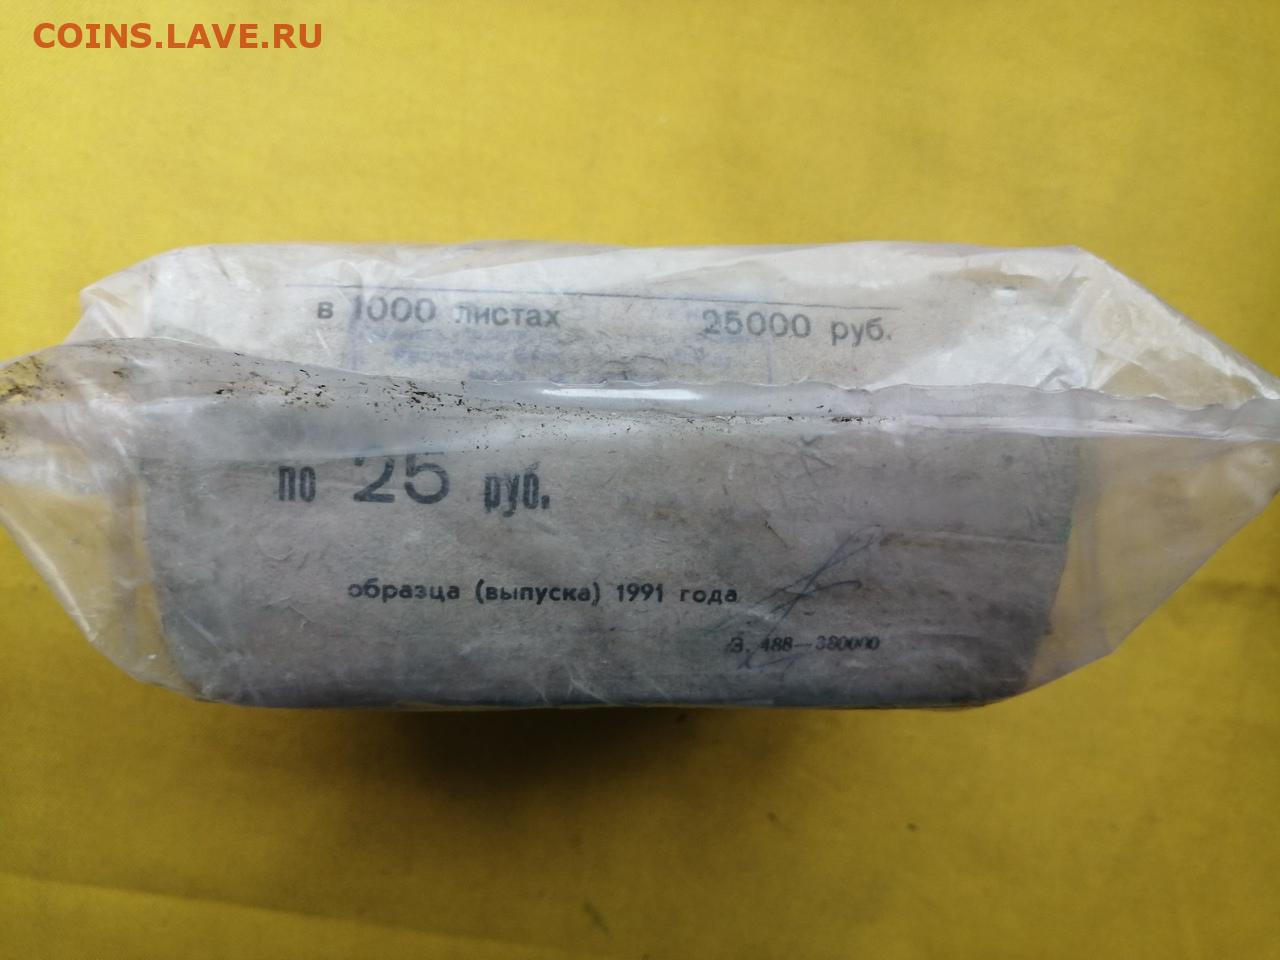 COINS.LAVE.RU
в 1000 листах 25000 руб.
по 25 руб.
образца (выпуска) 1991 года
З. 488—380000